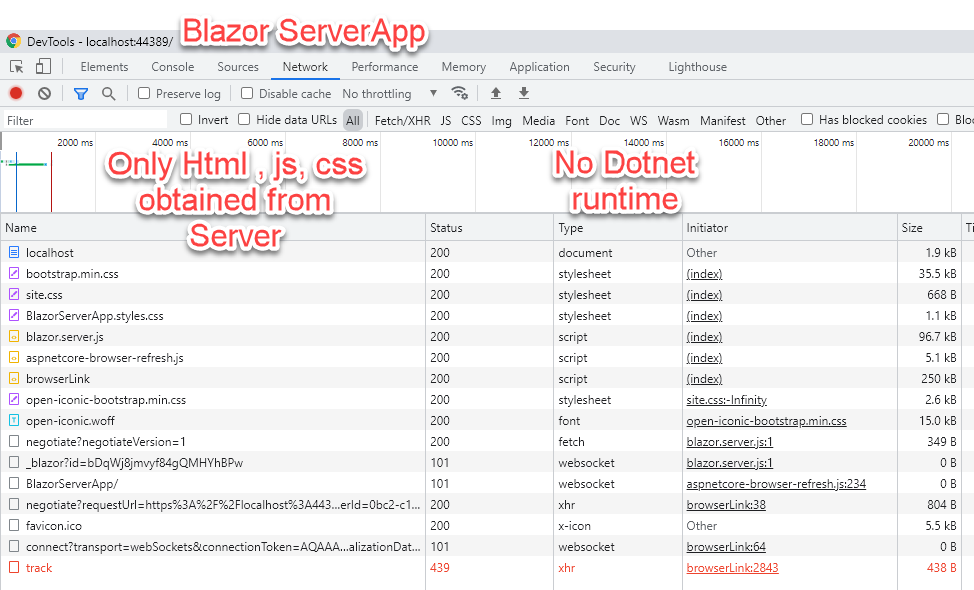 Blazor ServerApp
DevTools - localhost:44389/
Elements Console Sources Network Performance Memory Application Security Lighthouse
Preserve log Disable cache No throttling
Filter Invert Hide data URLs All Fetch/XHR JS CSS Img Media Font Doc WS Wasm Manifest Other Has blocked cookies Bloc
2000 ms 4000 ms 6000 ms 8000 ms 10000 ms 12000 ms 14000 ms 16000 ms 18000 ms 20000 ms
Only Html , js, css
obtained from
Server
No Dotnet
runtime
Name Status Type Initiator Size Ti
localhost 200 document Other 1.9 kB
bootstrap.min.css 200 stylesheet (index) 35.5 kB
site.css 200 stylesheet (index) 668 B
BlazorServerApp.styles.css 200 stylesheet (index) 1.1 kB
blazor.server.js 200 script (index) 96.7 kB
aspnetcore-browser-refresh.js 200 script (index) 5.1 kB
browserLink 200 script (index) 250 kB
open-iconic-bootstrap.min.css 200 stylesheet site.css:-Infinity 2.6 kB
open-iconic.woff 200 font open-iconic-bootstrap.min.css 15.0 kB
negotiate?negotiateVersion=1 200 fetch blazor.server.js:1 349 B
_blazor?id=bDqWj8jmvyf84gQMHYhBPw 101 websocket blazor.server.js:1 0 B
BlazorServerApp/ 101 websocket aspnetcore-browser-refresh.js:234 0 B
negotiate?requestUrl=https%3A%2F%2Flocalhost%3A443...erId=0bc2-c1... 200 xhr browserLink:38 804 B
favicon.ico 200 x-icon Other 5.5 kB
connect?transport=webSockets&connectionToken=AQAAA...alizationDat... 101 websocket browserLink:64 0 B
track 439 xhr browserLink:2843 438 B